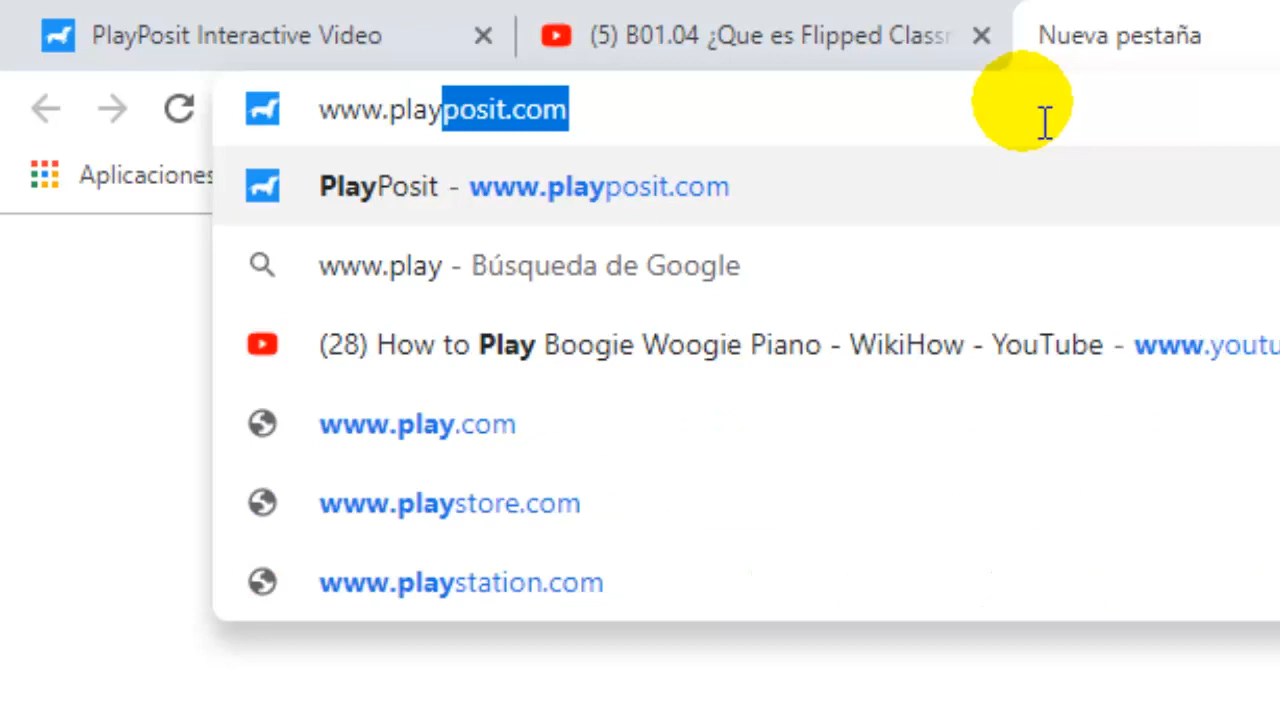 PlayPosit Interactive Video
(5) B01.04 ¿Que es Flipped Classr
Nueva pestaña
www.playposit.com
Aplicaciones
PlayPosit - www.playposit.com
www.play - Búsqueda de Google
(28) How to Play Boogie Woogie Piano - WikiHow - YouTube - www.youtu
www.play.com
www.playstore.com
www.playstation.com